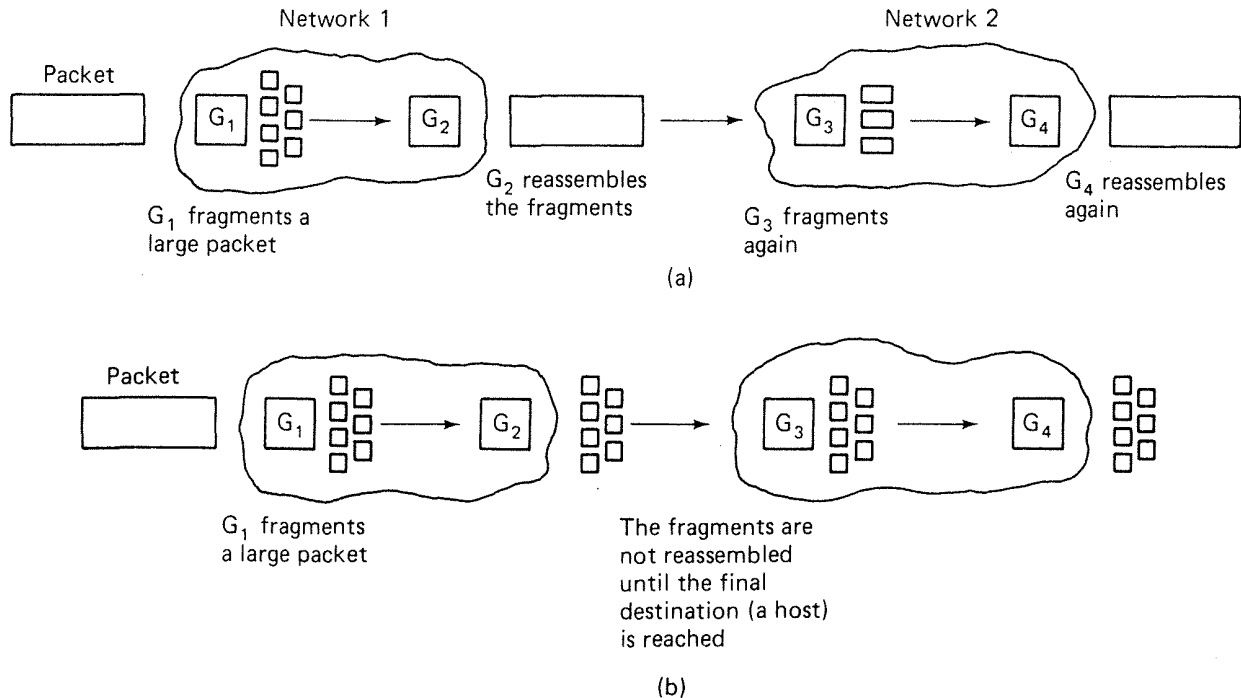 Network 1
Network 2
Packet
G₁
G₂
G₃
G₄
G₁ fragments a
large packet
G₂ reassembles
the fragments
G₃ fragments
again
G₄ reassembles
again
(a)
Packet
G₁
G₂
G₃
G₄
G₁ fragments
a large packet
The fragments are
not reassembled
until the final
destination (a host)
is reached
(b)